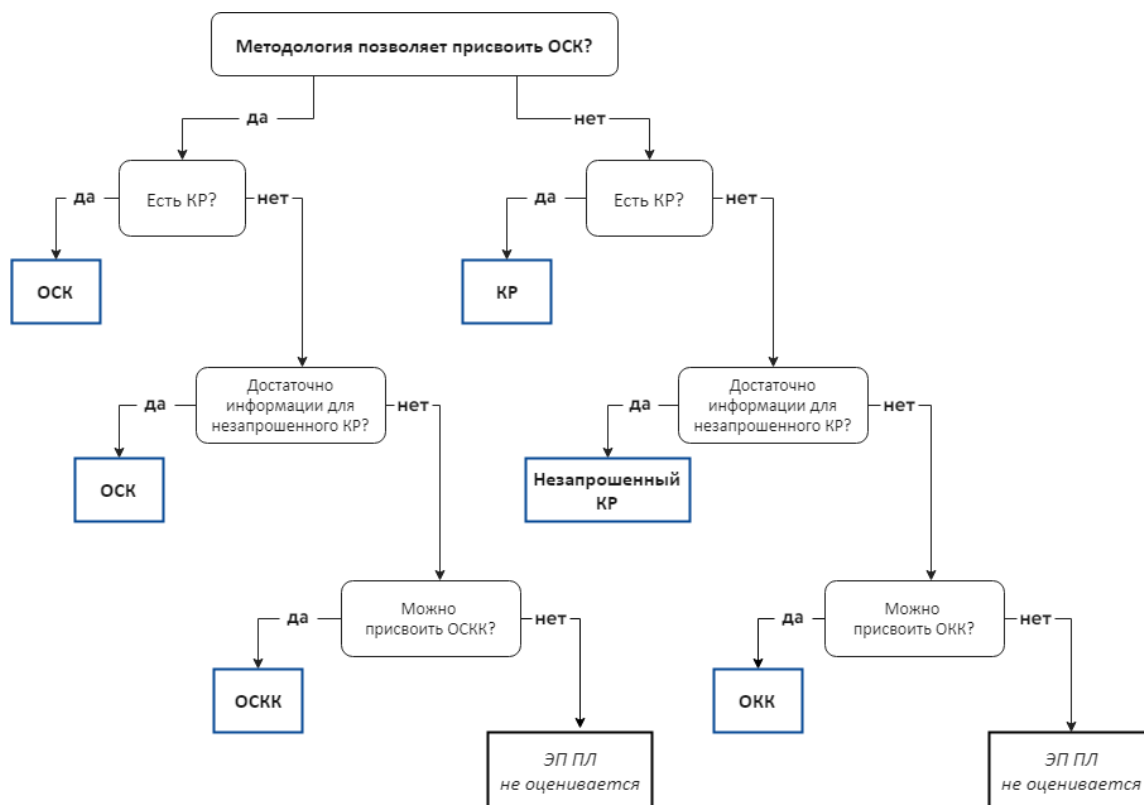 Методология позволяет присвоить ОСК?
да
нет
да
Есть КР?
нет
да
Есть КР?
нет
ОСК
КР
Достаточно
информации для
незапрошенного КР?
да
нет
Достаточно
информации для
незапрошенного КР?
да
нет
ОСК
Незапрошенный
КР
Можно
присвоить ОСКК?
да
нет
Можно
присвоить ОКК?
да
нет
ОСКК
ОКК
ЭП ПЛ
не оценивается
ЭП ПЛ
не оценивается